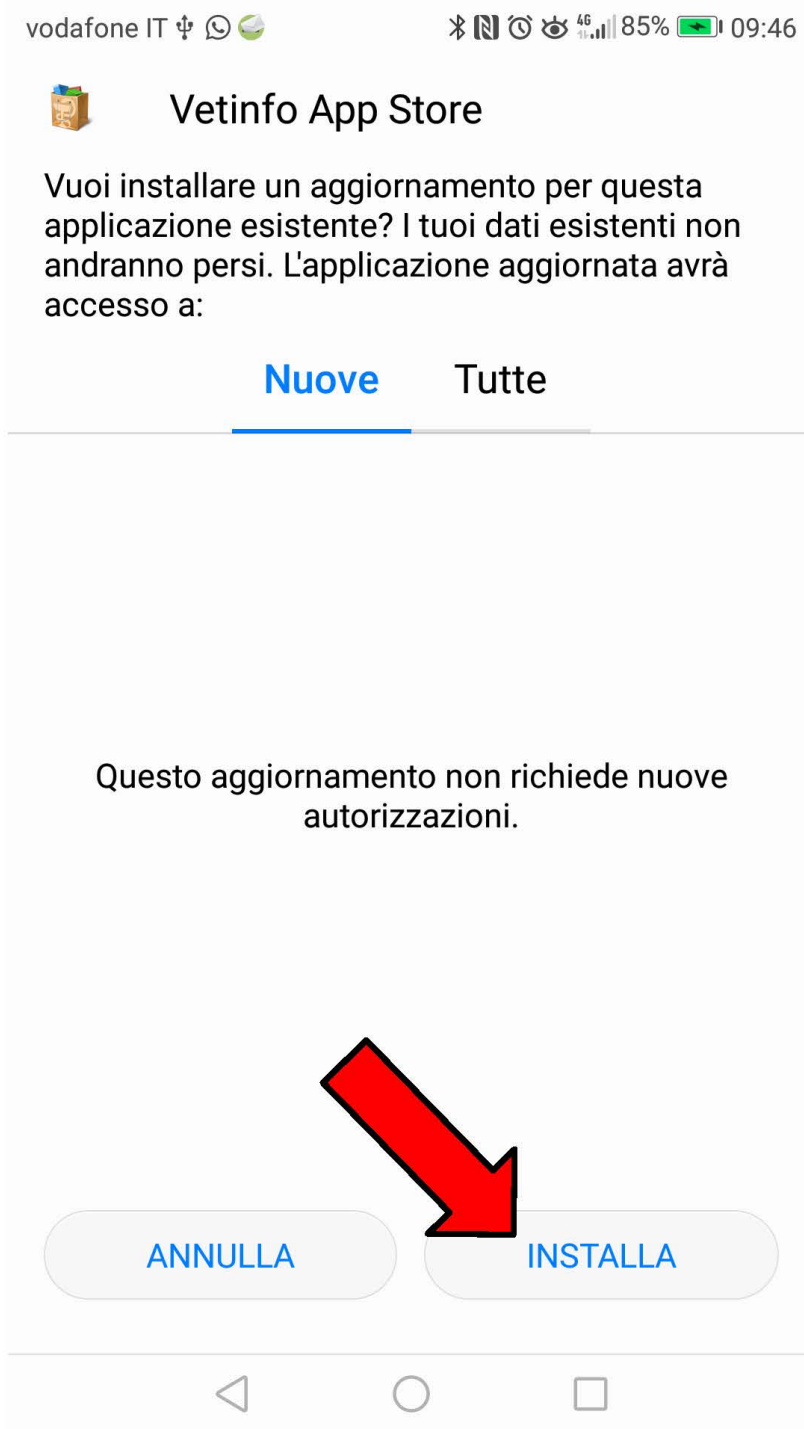 vodafone IT 4G 85% 09:46
Vetinfo App Store
Vuoi installare un aggiornamento per questa
applicazione esistente? I tuoi dati esistenti non
andranno persi. L'applicazione aggiornata avrà
accesso a:
Nuove Tutte
Questo aggiornamento non richiede nuove
autorizzazioni.
ANNULLA INSTALLA